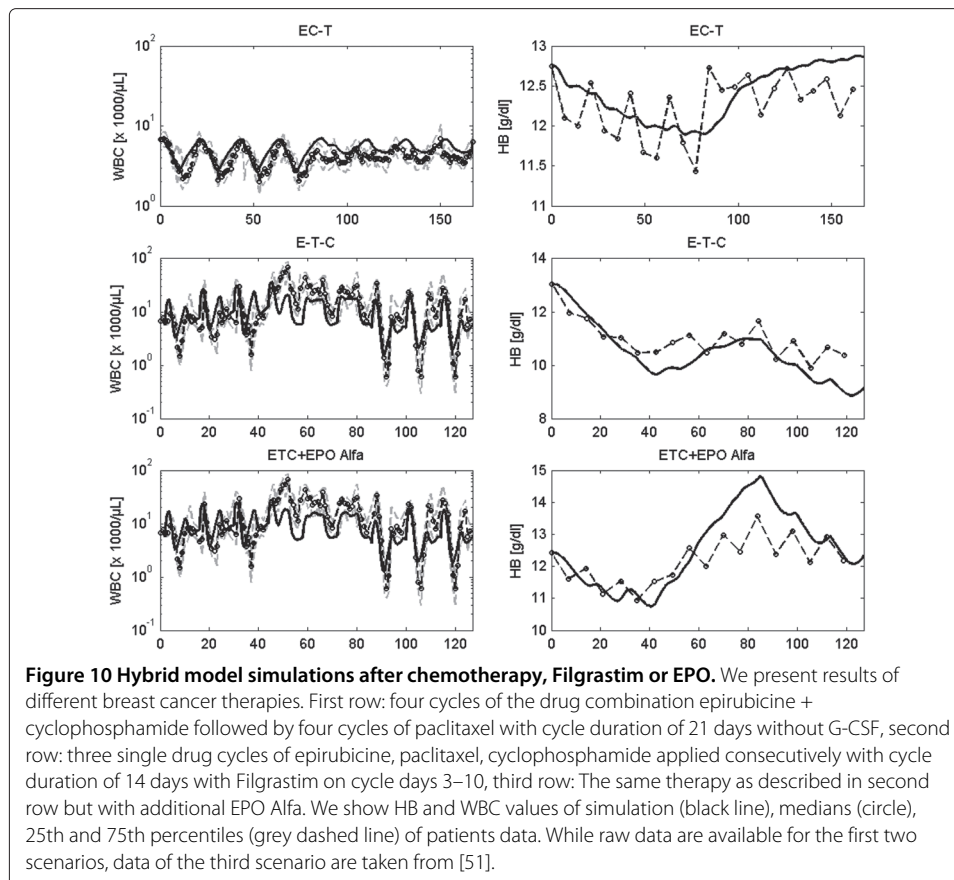 EC-T
WBC [x 1000/μL]
10^2
10^1
10^0
0 50 100 150
EC-T
HB [g/dl]
13
12.5
12
11.5
11
0 50 100 150
E-T-C
WBC [x 1000/μL]
10^2
10^1
10^0
10^-1
0 20 40 60 80 100 120
E-T-C
HB [g/dl]
14
12
10
8
0 20 40 60 80 100 120
ETC+EPO Alfa
WBC [x 1000/μL]
10^2
10^1
10^0
10^-1
0 20 40 60 80 100 120
ETC+EPO Alfa
HB [g/dl]
15
14
13
12
11
10
0 20 40 60 80 100 120
Figure 10 Hybrid model simulations after chemotherapy, Filgrastim or EPO. We present results of
different breast cancer therapies. First row: four cycles of the drug combination epirubicine +
cyclophosphamide followed by four cycles of paclitaxel with cycle duration of 21 days without G-CSF, second
row: three single drug cycles of epirubicine, paclitaxel, cyclophosphamide applied consecutively with cycle
duration of 14 days with Filgrastim on cycle days 3–10, third row: The same therapy as described in second
row but with additional EPO Alfa. We show HB and WBC values of simulation (black line), medians (circle),
25th and 75th percentiles (grey dashed line) of patients data. While raw data are available for the first two
scenarios, data of the third scenario are taken from [51].